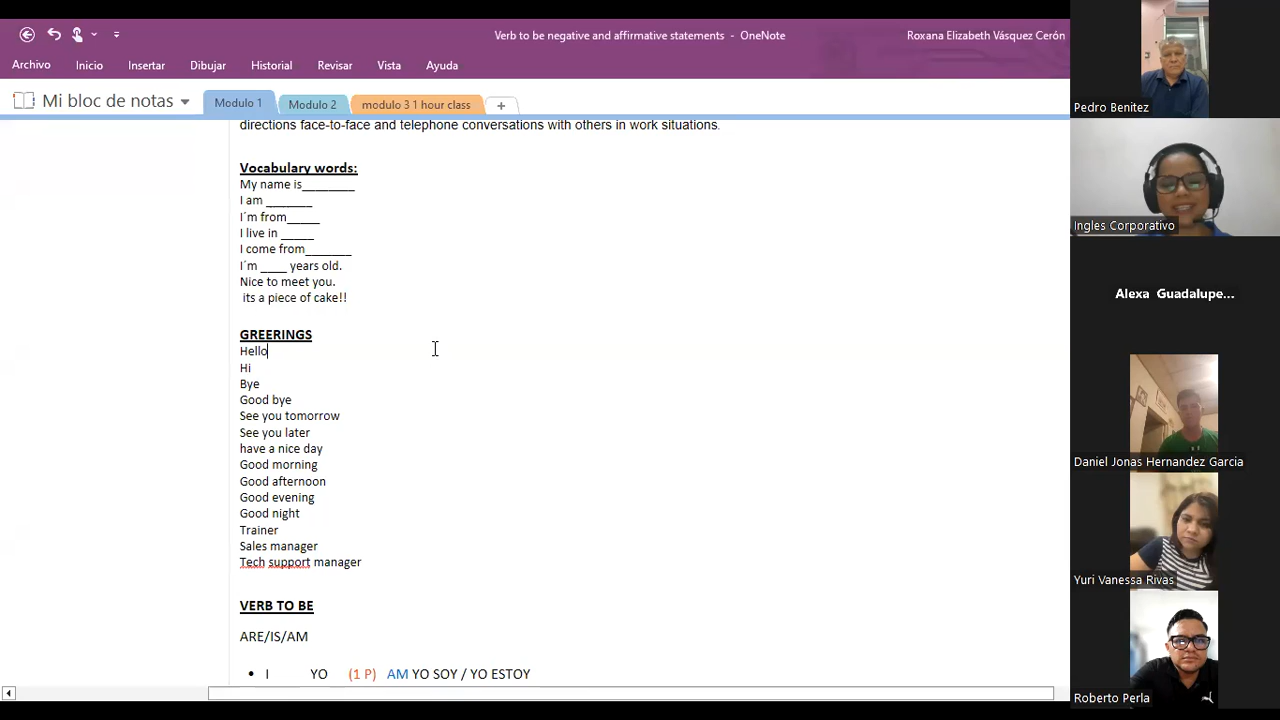 Verb to be negative and affirmative statements - OneNote
Roxana Elizabeth Vásquez Cerón
Archivo Inicio Insertar Dibujar Historial Revisar Vista Ayuda
Mi bloc de notas Modulo 1 Modulo 2 modulo 3 1 hour class +
directions face-to-face and telephone conversations with others in work situations.
Vocabulary words:
My name is________
I am _______
I´m from_____
I live in _____
I come from_______
I´m ____ years old.
Nice to meet you.
its a piece of cake!!
GREERINGS
Hello
Hi
Bye
Good bye
See you tomorrow
See you later
have a nice day
Good morning
Good afternoon
Good evening
Good night
Trainer
Sales manager
Tech support manager
VERB TO BE
ARE/IS/AM
• I YO (1 P) AM YO SOY / YO ESTOY
Pedro Benitez
Ingles Corporativo
Alexa Guadalupe...
Daniel Jonas Hernandez Garcia
Yuri Vanessa Rivas
Roberto Perla